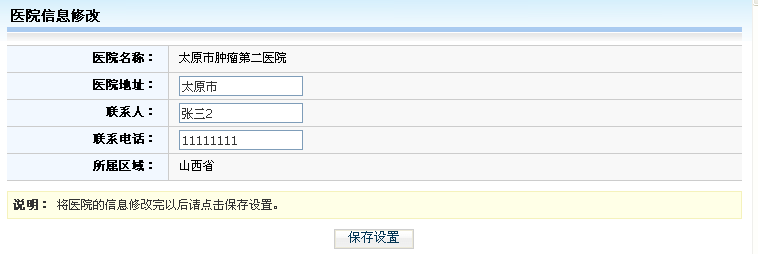 医院信息修改
医院名称： 太原市肿瘤第二医院
医院地址： 太原市
联系人： 张三2
联系电话： 11111111
所属区域： 山西省
说明： 将医院的信息修改完以后请点击保存设置。
保存设置